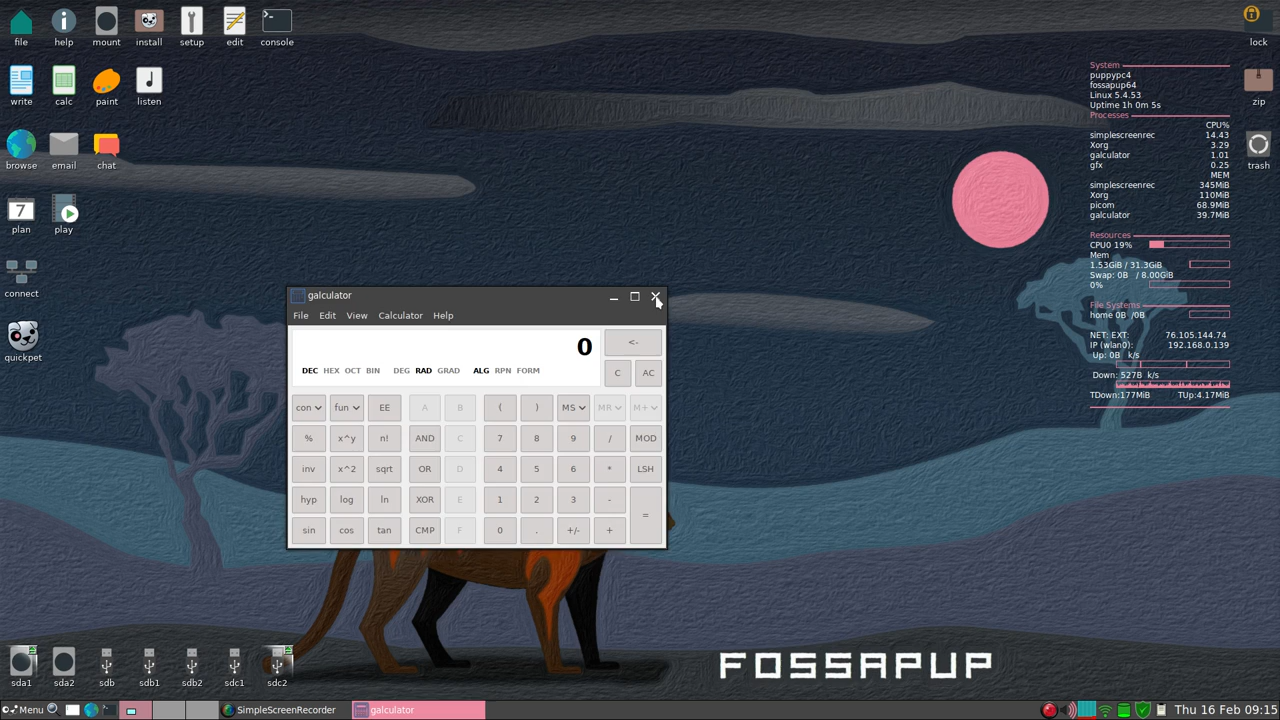 file help mount install setup edit console
lock
write calc paint listen
zip
browse email chat
trash
plan play
connect
quickpet
System
puppypc4
fossapup64
Linux 5.4.53
Uptime 1h 0m 5s
Processes
CPU%
simplescreenrec 14.43
Xorg 3.29
galculator 1.01
gfx 0.25
MEM
simplescreenrec 345MiB
Xorg 110MiB
picom 68.9MiB
galculator 39.7MiB
Resources
CPU0 19%
Mem
1.53GiB / 31.3GiB
Swap: 0B / 8.00GiB
0%
File Systems
home 0B /0B
NET: EXT: 76.105.144.74
IP (wlan0): 192.168.0.139
Up: 0B k/s
Down: 527B k/s
TDown:177MiB TUp:4.17MiB
galculator
File Edit View Calculator Help
0
DEC HEX OCT BIN DEG RAD GRAD ALG RPN FORM
<-
C AC
con fun EE A B ( ) MS MR M+
% x^y n! AND C 7 8 9 / MOD
inv x^2 sqrt OR D 4 5 6 * LSH
hyp log ln XOR E 1 2 3 -
sin cos tan CMP F 0 . +/- + =
FOSSAPUP
sda1 sda2 sdb sdb1 sdb2 sdc1 sdc2
Menu SimpleScreenRecorder galculator Thu 16 Feb 09:15